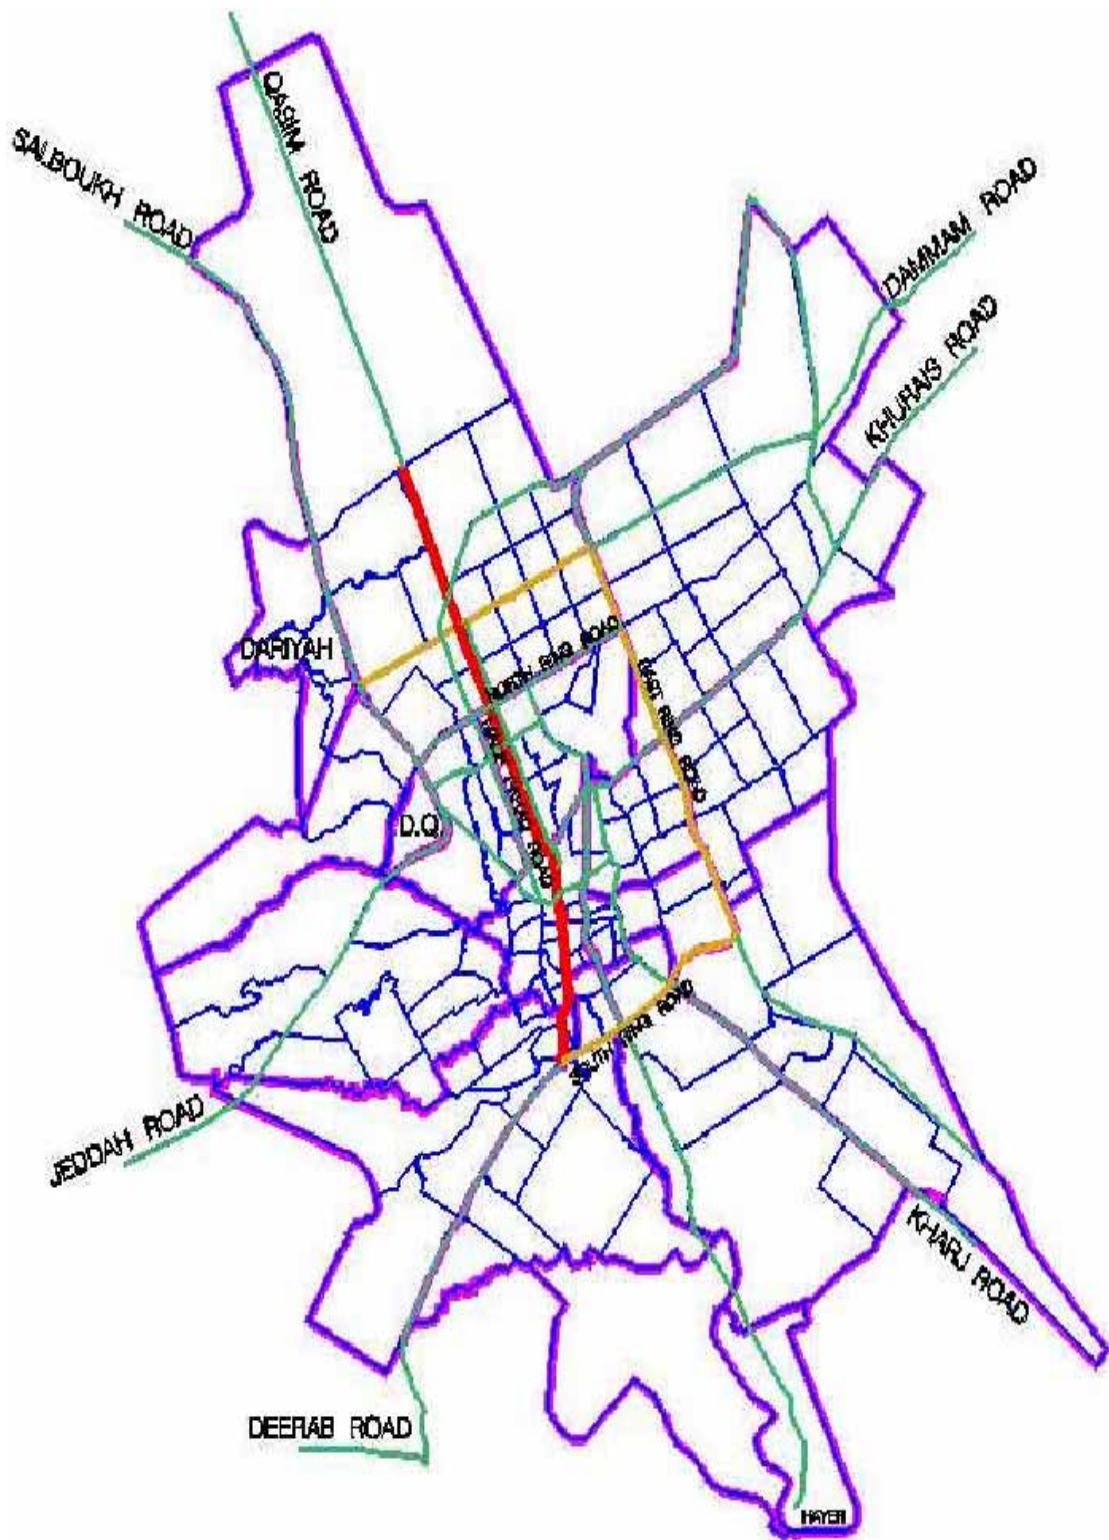 QASIM ROAD
SALBOUKH ROAD
DAMMAM ROAD
KHURAIS ROAD
DARIYAH
NORTH RING ROAD
EAST RING ROAD
D.Q.
SOUTH RING ROAD
JEDDAH ROAD
KHARJ ROAD
DEERAB ROAD
HAYER